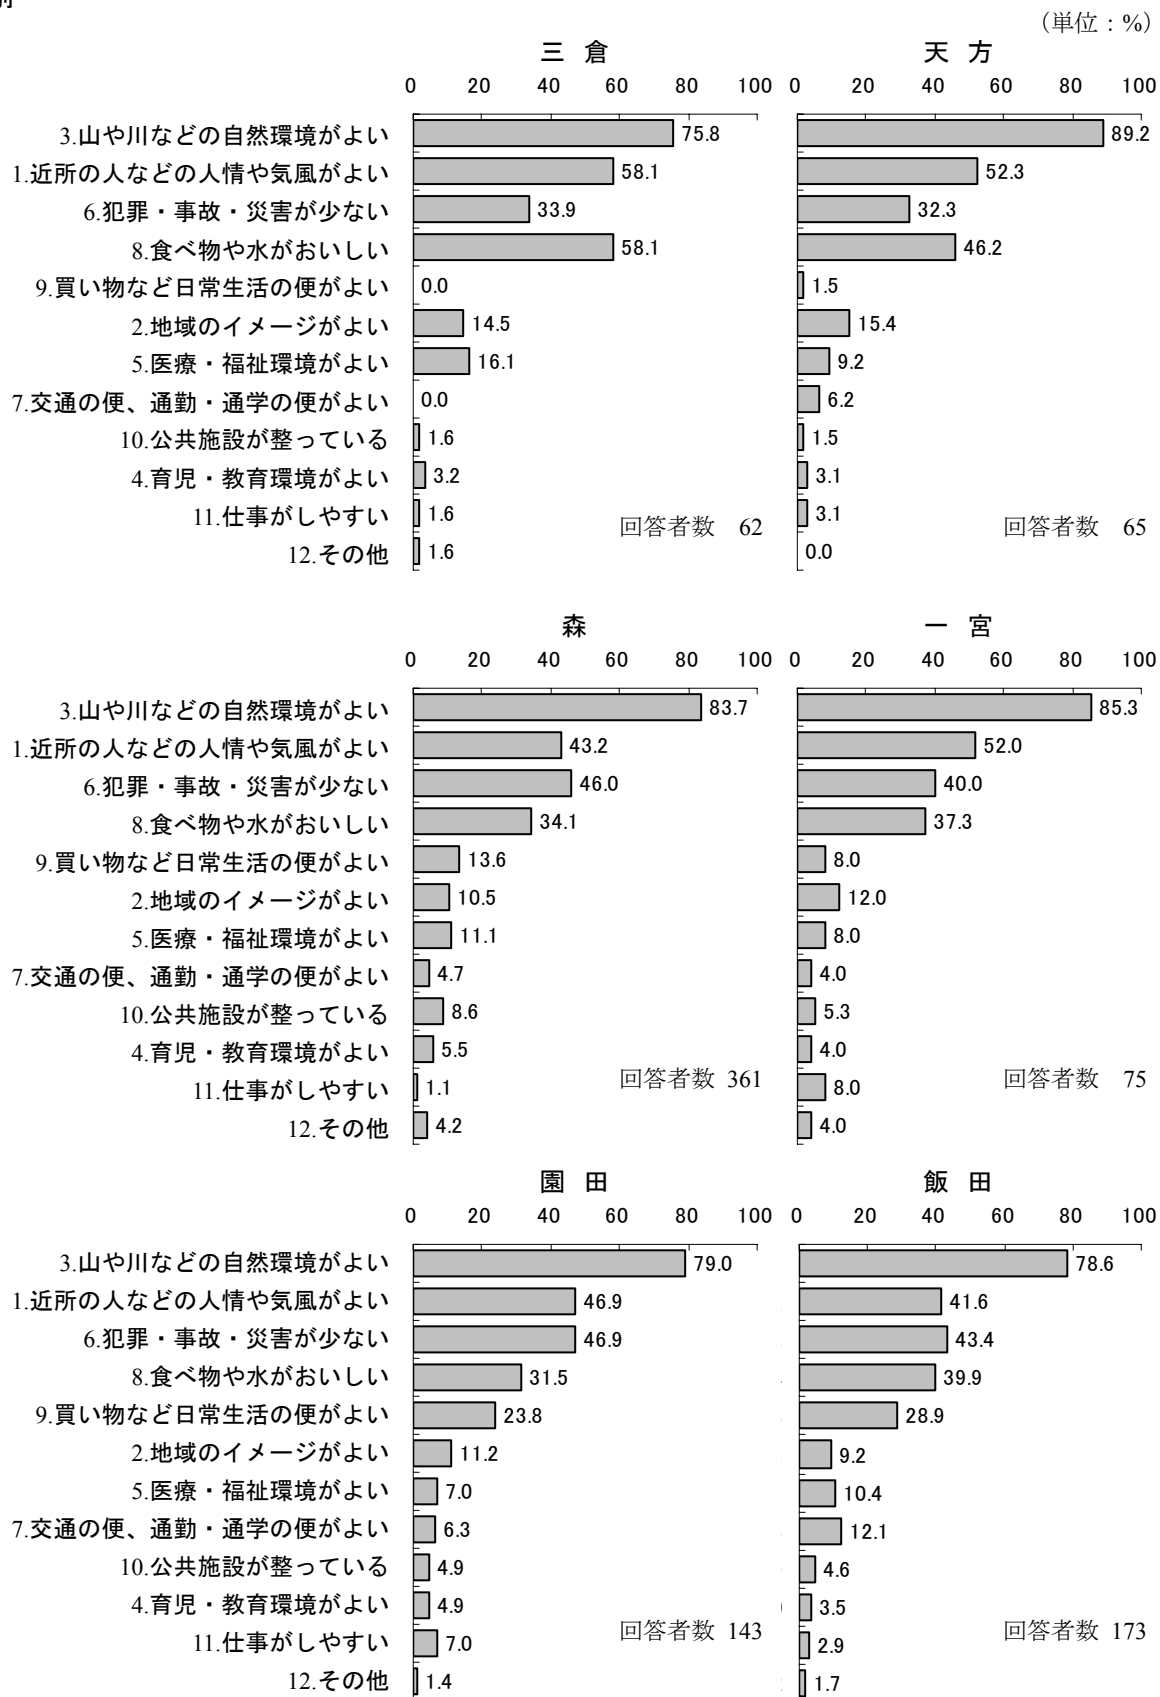 （単位：%）
三 倉
0 20 40 60 80 100
3.山や川などの自然環境がよい 75.8
1.近所の人などの人情や気風がよい 58.1
6.犯罪・事故・災害が少ない 33.9
8.食べ物や水がおいしい 58.1
9.買い物など日常生活の便がよい 0.0
2.地域のイメージがよい 14.5
5.医療・福祉環境がよい 16.1
7.交通の便、通勤・通学の便がよい 0.0
10.公共施設が整っている 1.6
4.育児・教育環境がよい 3.2
11.仕事がしやすい 1.6
12.その他 1.6
回答者数 62
天 方
0 20 40 60 80 100
89.2
52.3
32.3
46.2
1.5
15.4
9.2
6.2
1.5
3.1
3.1
0.0
回答者数 65
森
0 20 40 60 80 100
3.山や川などの自然環境がよい 83.7
1.近所の人などの人情や気風がよい 43.2
6.犯罪・事故・災害が少ない 46.0
8.食べ物や水がおいしい 34.1
9.買い物など日常生活の便がよい 13.6
2.地域のイメージがよい 10.5
5.医療・福祉環境がよい 11.1
7.交通の便、通勤・通学の便がよい 4.7
10.公共施設が整っている 8.6
4.育児・教育環境がよい 5.5
11.仕事がしやすい 1.1
12.その他 4.2
回答者数 361
一 宮
0 20 40 60 80 100
85.3
52.0
40.0
37.3
8.0
12.0
8.0
4.0
5.3
4.0
8.0
4.0
回答者数 75
園 田
0 20 40 60 80 100
3.山や川などの自然環境がよい 79.0
1.近所の人などの人情や気風がよい 46.9
6.犯罪・事故・災害が少ない 46.9
8.食べ物や水がおいしい 31.5
9.買い物など日常生活の便がよい 23.8
2.地域のイメージがよい 11.2
5.医療・福祉環境がよい 7.0
7.交通の便、通勤・通学の便がよい 6.3
10.公共施設が整っている 4.9
4.育児・教育環境がよい 4.9
11.仕事がしやすい 7.0
12.その他 1.4
回答者数 143
飯 田
0 20 40 60 80 100
78.6
41.6
43.4
39.9
28.9
9.2
10.4
12.1
4.6
3.5
2.9
1.7
回答者数 173